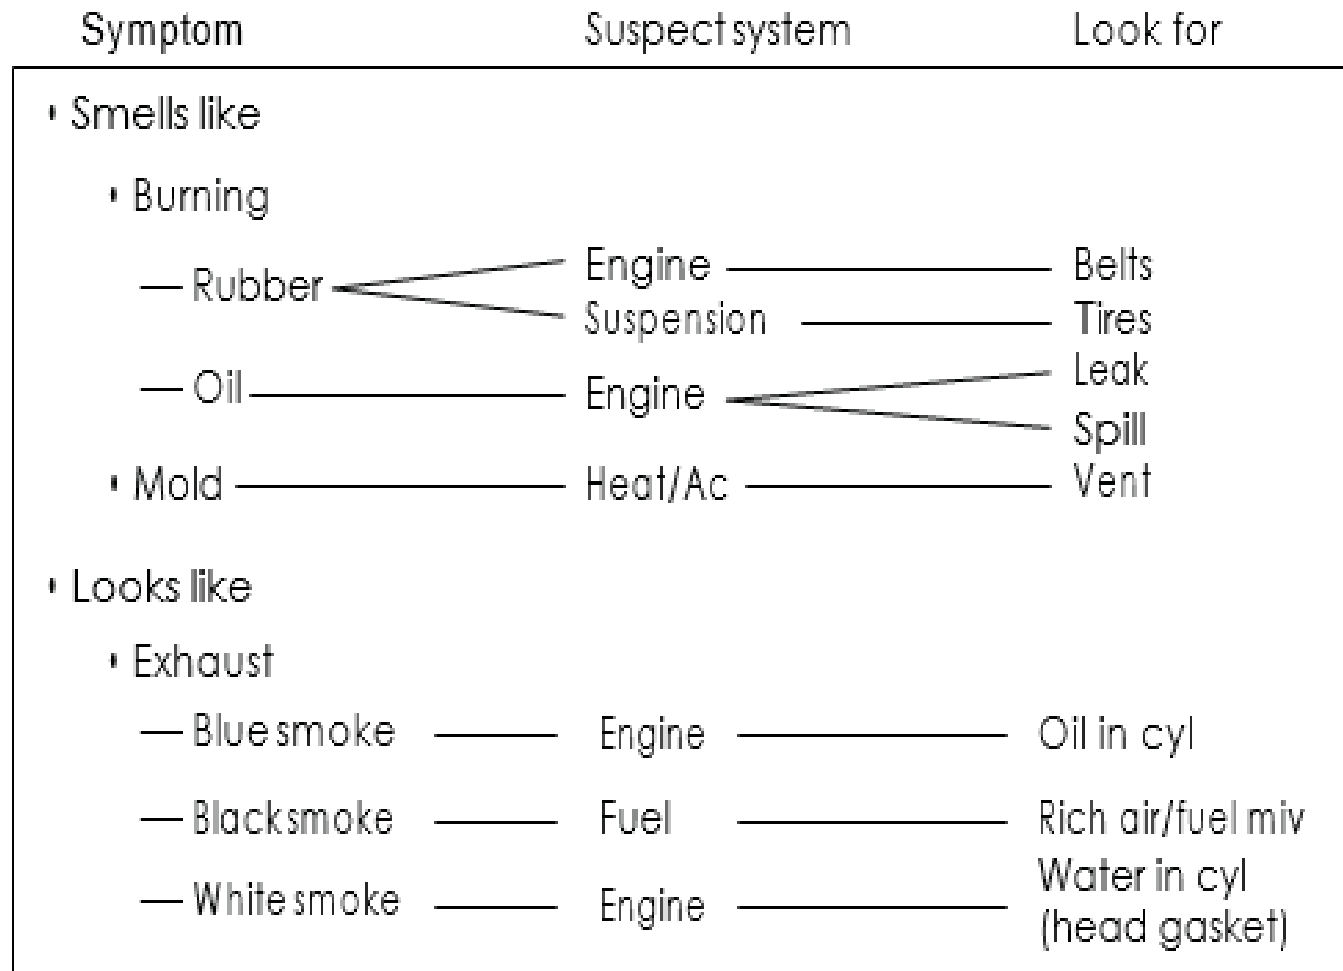 Symptom Suspect system Look for
Smells like
Burning
Rubber Engine Belts
Suspension Tires
Oil Engine Leak
Spill
Mold Heat/Ac Vent
Looks like
Exhaust
Blue smoke Engine Oil in cyl
Black smoke Fuel Rich air/fuel miv
White smoke Engine Water in cyl
(head gasket)